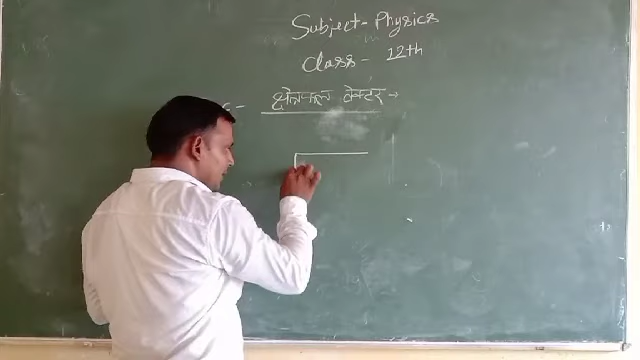 Subject- Physics
Class- 12th
क्षेत्रफल वेक्टर →